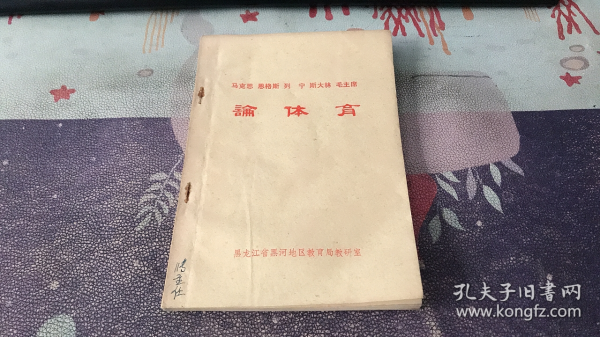 马克思 恩格斯 列 宁 斯大林 毛主席
論体育
黑龙江省黑河地区教育局教研室
主任
孔夫子旧书网
www.kongfz.com